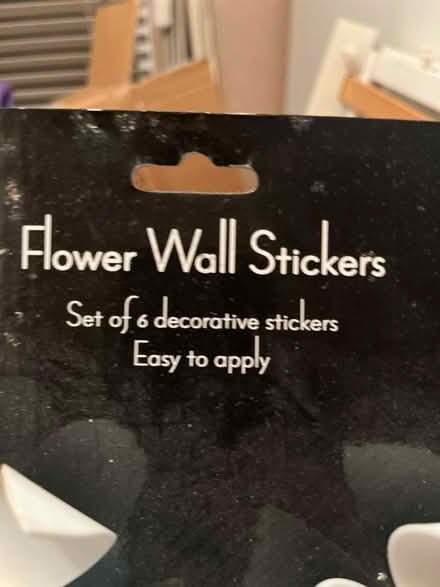 Flower Wall Stickers
Set of 6 decorative stickers
Easy to apply